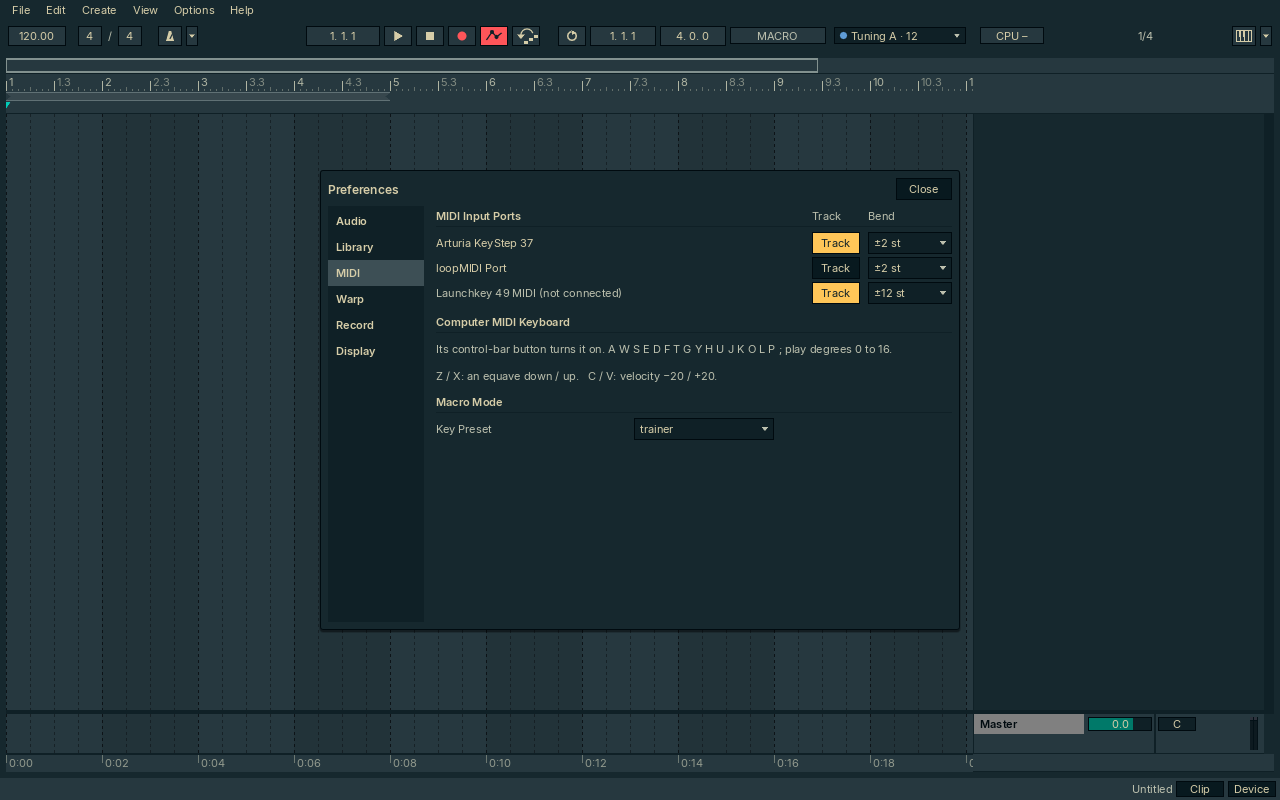 File Edit Create View Options Help
120.00 4 / 4 1. 1. 1 1. 1. 1 4. 0. 0 MACRO Tuning A · 12 CPU – 1/4
1 1.3 2 2.3 3 3.3 4 4.3 5 5.3 6 6.3 7 7.3 8 8.3 9 9.3 10 10.3 1
Preferences Close
Audio
Library
MIDI
Warp
Record
Display
MIDI Input Ports Track Bend
Arturia KeyStep 37 Track ±2 st
loopMIDI Port Track ±2 st
Launchkey 49 MIDI (not connected) Track ±12 st
Computer MIDI Keyboard
Its control-bar button turns it on. A W S E D F T G Y H U J K O L P ; play degrees 0 to 16.
Z / X: an equave down / up. C / V: velocity −20 / +20.
Macro Mode
Key Preset trainer
Master 0.0 C
0:00 0:02 0:04 0:06 0:08 0:10 0:12 0:14 0:16 0:18
Untitled Clip Device